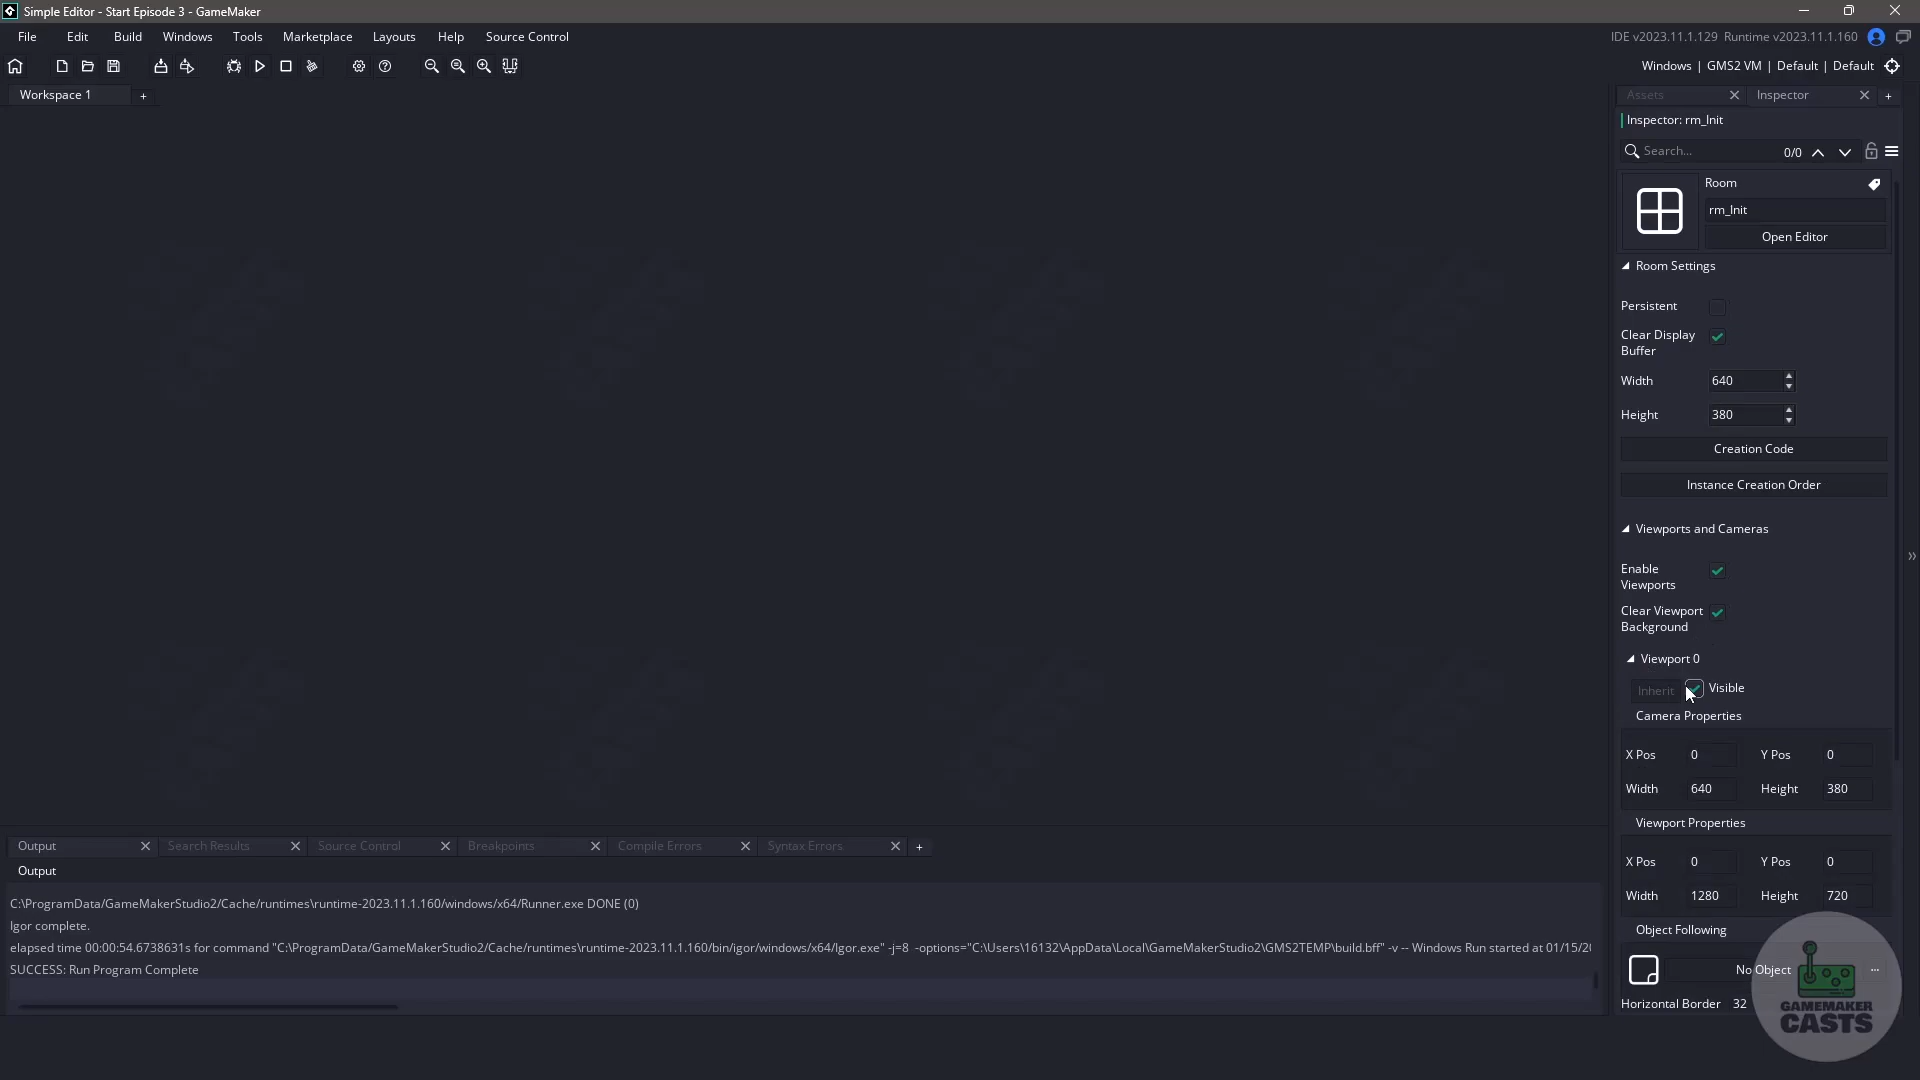 Simple Editor - Start Episode 3 - GameMaker
File Edit Build Windows Tools Marketplace Layouts Help Source Control
IDE v2023.11.1.129 Runtime v2023.11.1.160
Windows | GMS2 VM | Default | Default
Workspace 1 +
Assets Inspector +
Inspector: rm_Init
Search... 0/0
Room
rm_Init
Open Editor
Room Settings
Persistent
Clear Display
Buffer
Width 640
Height 380
Creation Code
Instance Creation Order
Viewports and Cameras
Enable
Viewports
Clear Viewport
Background
Viewport 0
Inherit Visible
Camera Properties
X Pos 0 Y Pos 0
Width 640 Height 380
Viewport Properties
X Pos 0 Y Pos 0
Width 1280 Height 720
Object Following
No Object ...
Horizontal Border 32
Output Search Results Source Control Breakpoints Compile Errors Syntax Errors +
Output
C:\ProgramData/GameMakerStudio2/Cache/runtimes\runtime-2023.11.1.160/windows/x64/Runner.exe DONE (0)
Igor complete.
elapsed time 00:00:54.6738631s for command "C:\ProgramData/GameMakerStudio2/Cache/runtimes\runtime-2023.11.1.160/bin/igor/windows/x64/Igor.exe" -j=8 -options="C:\Users\16132\AppData\Local\GameMakerStudio2\GMS2TEMP\build.bff" -v -- Windows Run started at 01/15/20
SUCCESS: Run Program Complete
GAMEMAKER
CASTS